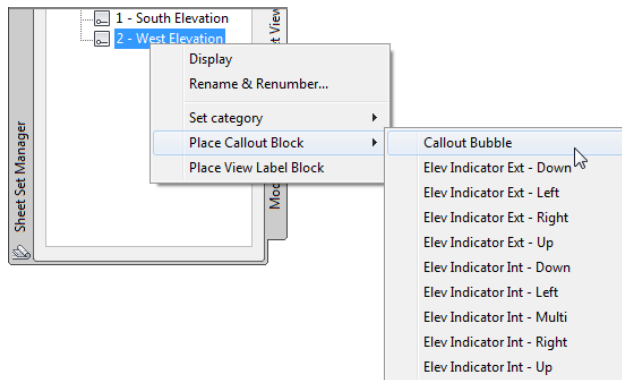 1 - South Elevation
2 - West Elevation
Display
Rename & Renumber...
Set category
Place Callout Block
Place View Label Block
Callout Bubble
Elev Indicator Ext - Down
Elev Indicator Ext - Left
Elev Indicator Ext - Right
Elev Indicator Ext - Up
Elev Indicator Int - Down
Elev Indicator Int - Left
Elev Indicator Int - Multi
Elev Indicator Int - Right
Elev Indicator Int - Up
Sheet Set Manager